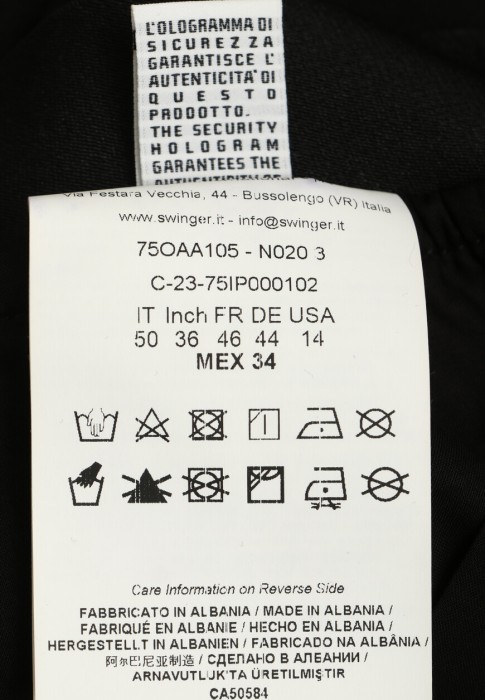 L'OLOGRAMMA DI
SICUREZZA
GARANTISCE L'
AUTENTICITA' DI
QUESTO
PRODOTTO.
THE SECURITY
HOLOGRAM
GARANTEES THE
AUTHENTICITY OF
Via Festara Vecchia, 44 - Bussolengo (VR) Italia
www.swinger.it - info@swinger.it
75OAA105 - N020 3
C-23-75IP000102
IT Inch FR DE USA
50 36 46 44 14
MEX 34
Care Information on Reverse Side
FABBRICATO IN ALBANIA / MADE IN ALBANIA /
FABRIQUÉ EN ALBANIE / HECHO EN ALBANIA /
HERGESTELLT IN ALBANIEN / FABRICADO NA ALBÂNIA /
阿尔巴尼亚制造 / СДЕЛАНО В АЛБАНИИ /
ARNAVUTLUK'TA ÜRETILMIŞTIR
CA50584